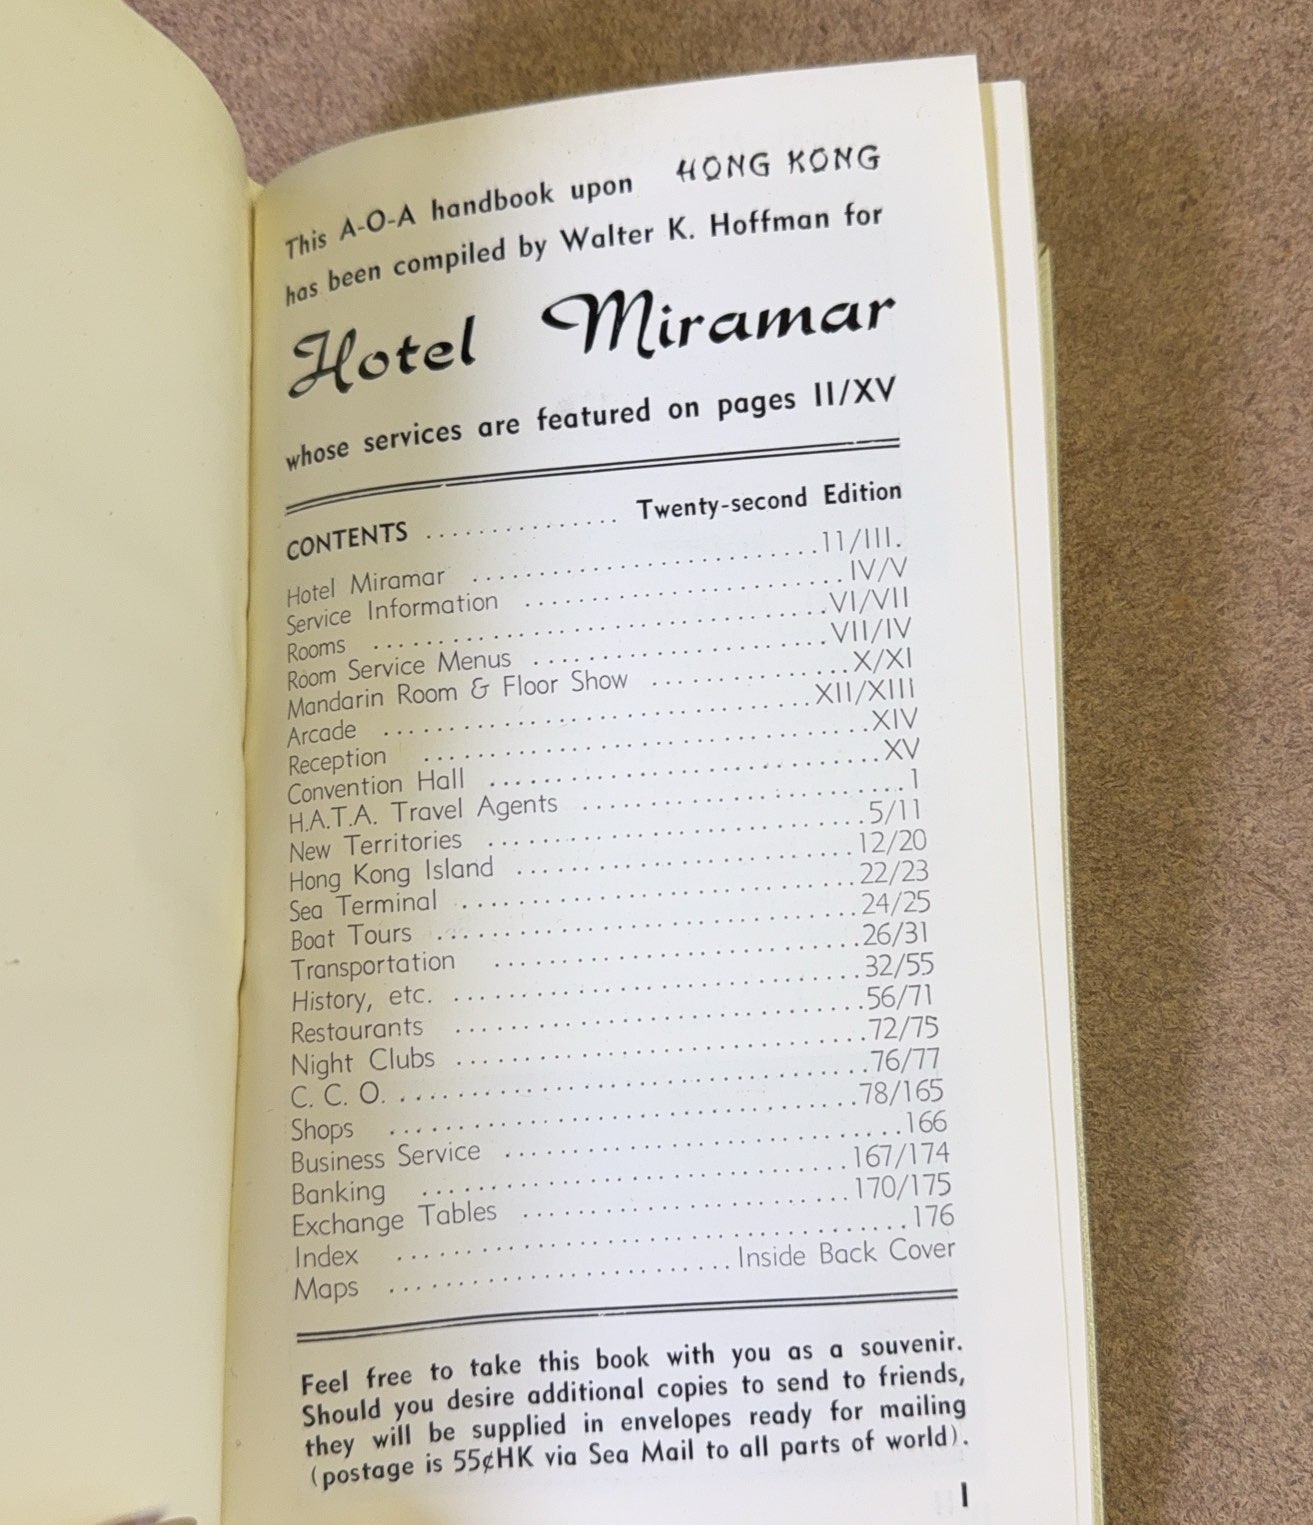 This A-O-A handbook upon HONG KONG
has been compiled by Walter K. Hoffman for
Hotel Miramar
whose services are featured on pages II/XV
CONTENTS ............... Twenty-second Edition
Hotel Miramar ..........................11/III.
Service Information ........................IV/V
Rooms ..................................VI/VII
Room Service Menus ......................VII/IV
Mandarin Room & Floor Show ...............X/XI
Arcade .................................XII/XIII
Reception ..................................XIV
Convention Hall ..............................XV
H.A.T.A. Travel Agents .........................1
New Territories .............................5/11
Hong Kong Island ..........................12/20
Sea Terminal ..............................22/23
Boat Tours ................................24/25
Transportation .............................26/31
History, etc. ...............................32/55
Restaurants ...............................56/71
Night Clubs ...............................72/75
C. C. O. ...................................76/77
Shops ....................................78/165
Business Service ..............................166
Banking .................................167/174
Exchange Tables .........................170/175
Index .......................................176
Maps ..........................Inside Back Cover
Feel free to take this book with you as a souvenir.
Should you desire additional copies to send to friends,
they will be supplied in envelopes ready for mailing
(postage is 55¢HK via Sea Mail to all parts of world).
I